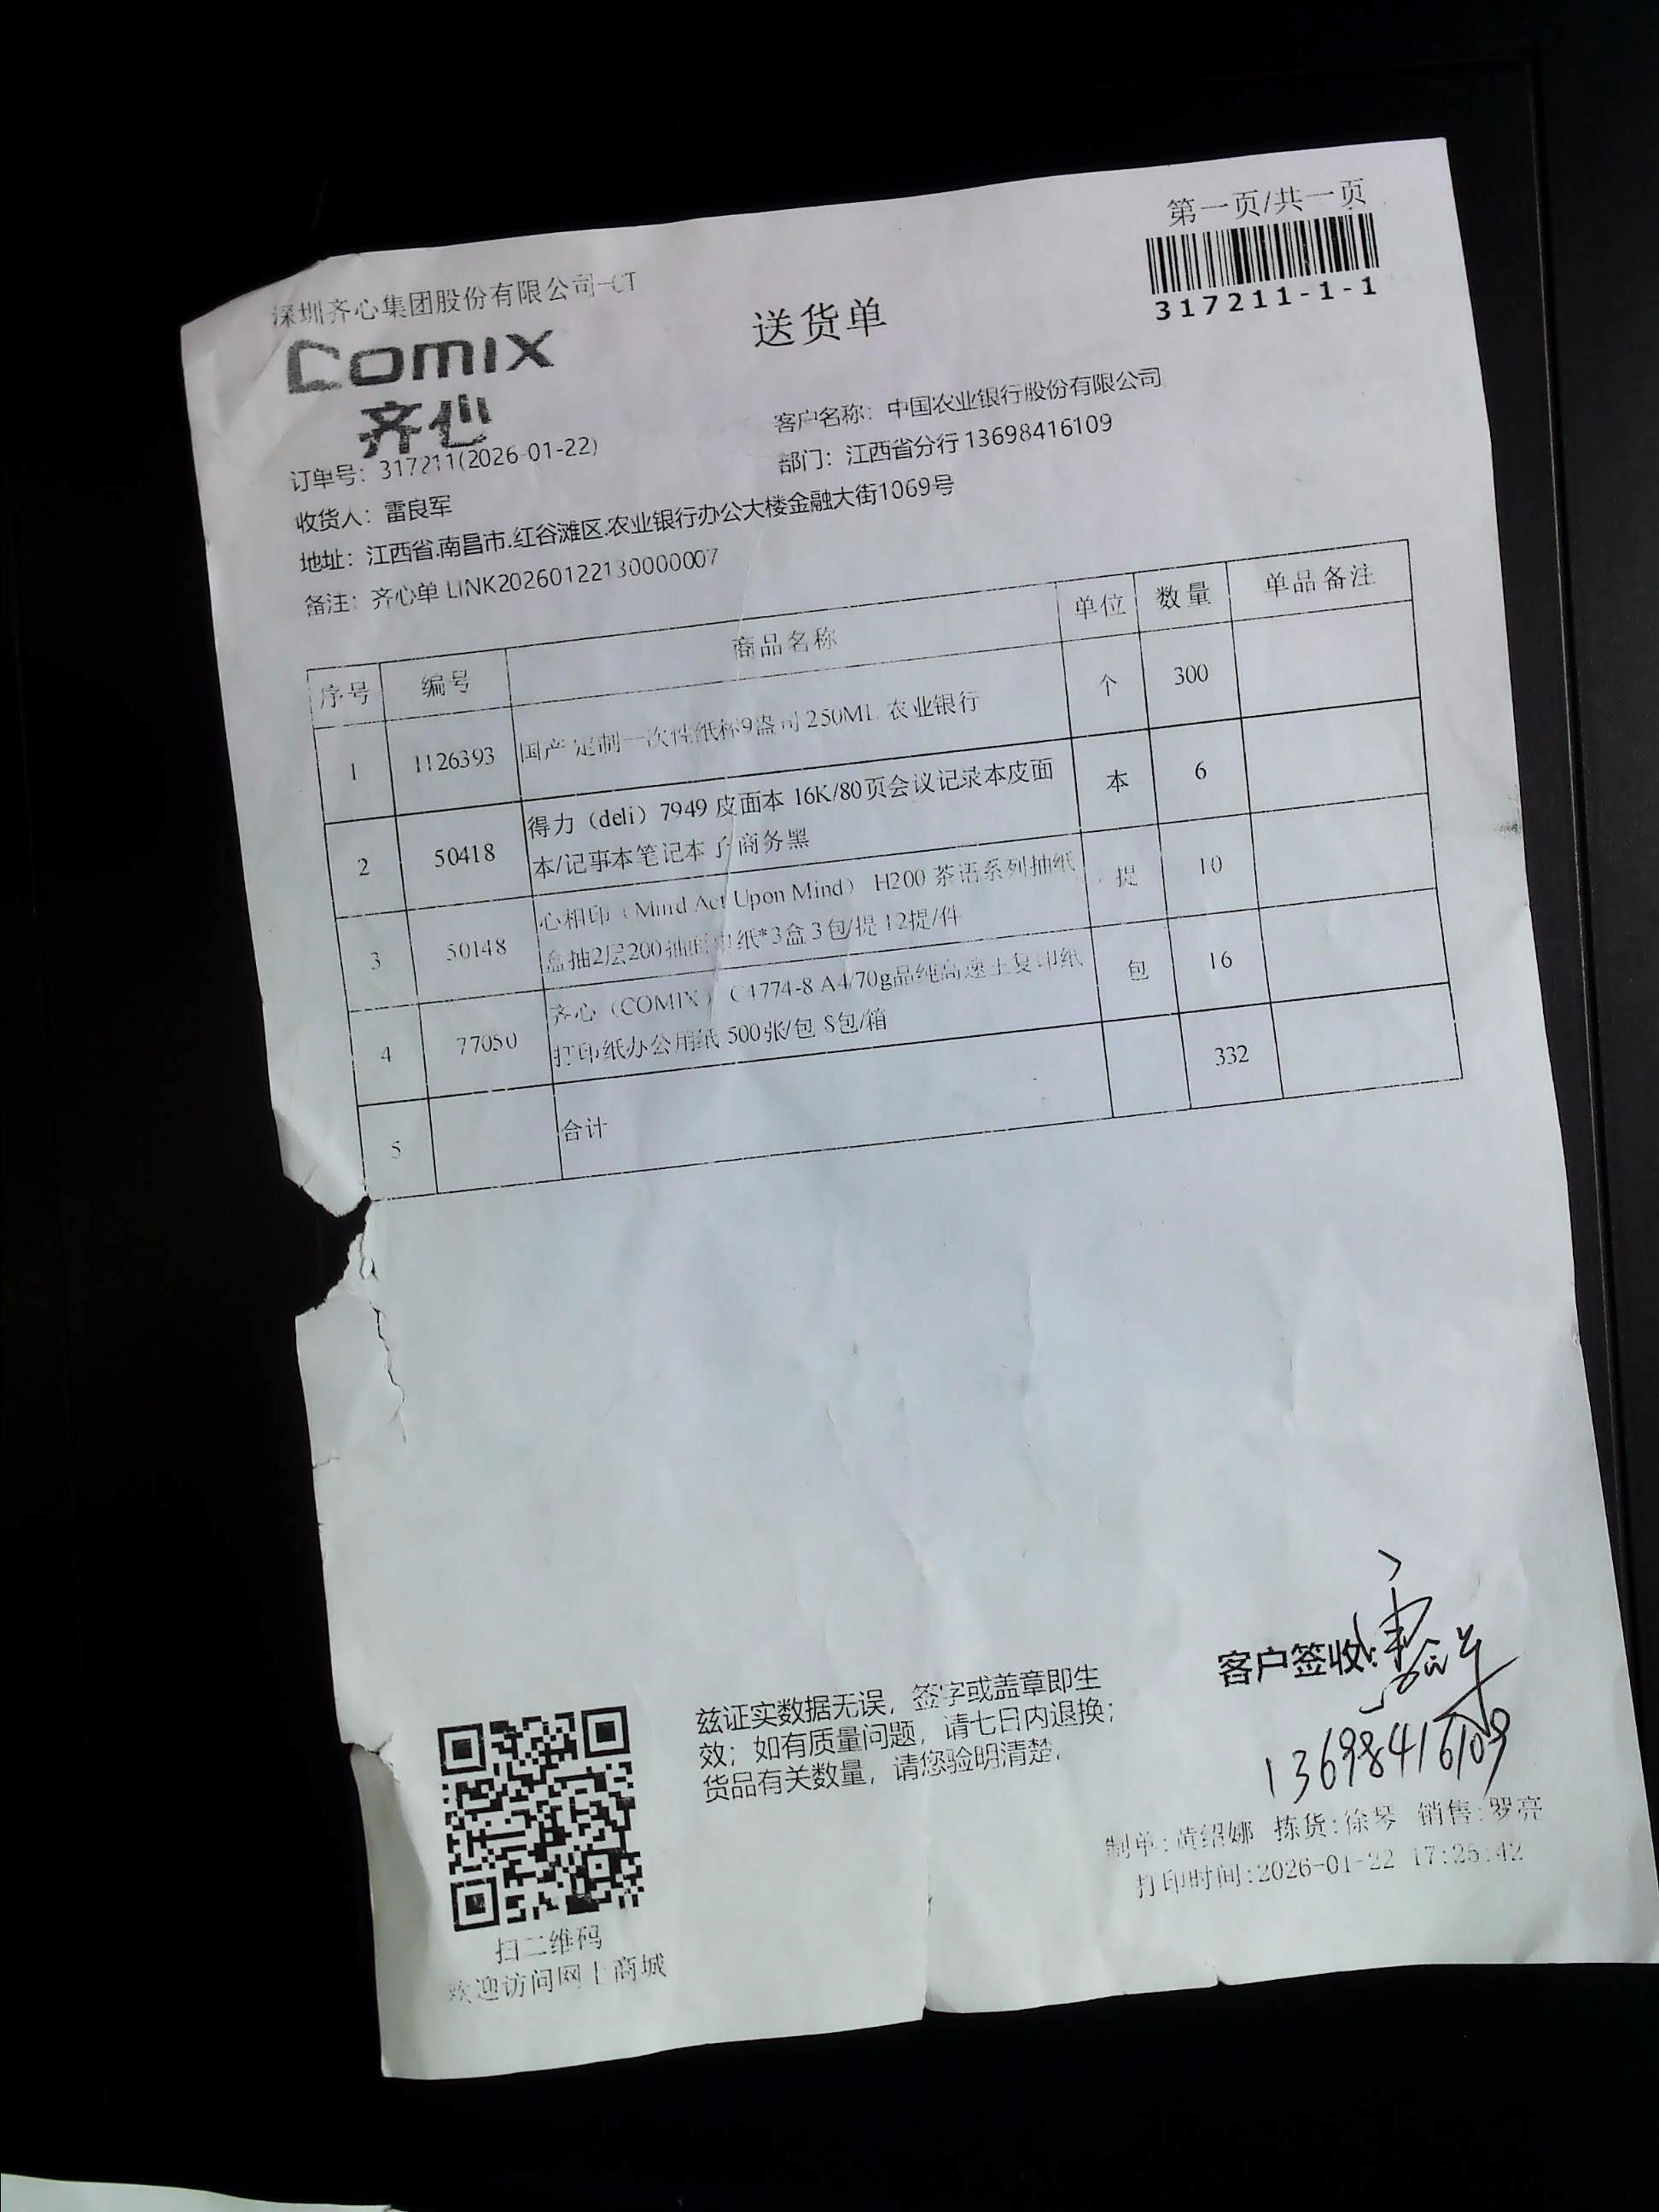 第一页/共一页
317211-1-1
深圳齐心集团股份有限公司-CT
送货单
COMIX
齐心
客户名称：中国农业银行股份有限公司
订单号：317211(2026-01-22)
部门：江西省分行 13698416109
收货人：雷良军
地址：江西省.南昌市.红谷滩区.农业银行办公大楼金融大街1069号
备注：齐心单 LINK20260122130000007
序号 编号 商品名称 单位 数量 单品备注
1 1126393 国产 定制一次性纸杯9盎司 250ML 农业银行 个 300
2 50418 得力（deli）7949 皮面本 16K/80页会议记录本皮面 本 6
本/记事本笔记本子商务黑
3 50148 心相印（Mind Act Upon Mind） H200 茶语系列抽纸 提 10
盒抽2层200抽面巾纸*3盒 3包/提 12提/件
4 77050 齐心（COMIX） C4774-8 A4/70g晶纯高速王复印纸 包 16
打印纸办公用纸 500张/包 8包/箱
5 合计 332
客户签收:
13698416109
兹证实数据无误，签字或盖章即生
效；如有质量问题，请七日内退换；
货品有关数量，请您验明清楚.
制单:黄绍娜 拣货:徐琴 销售:罗亮
打印时间:2026-01-22 17:25:42
扫二维码
欢迎访问网上商城